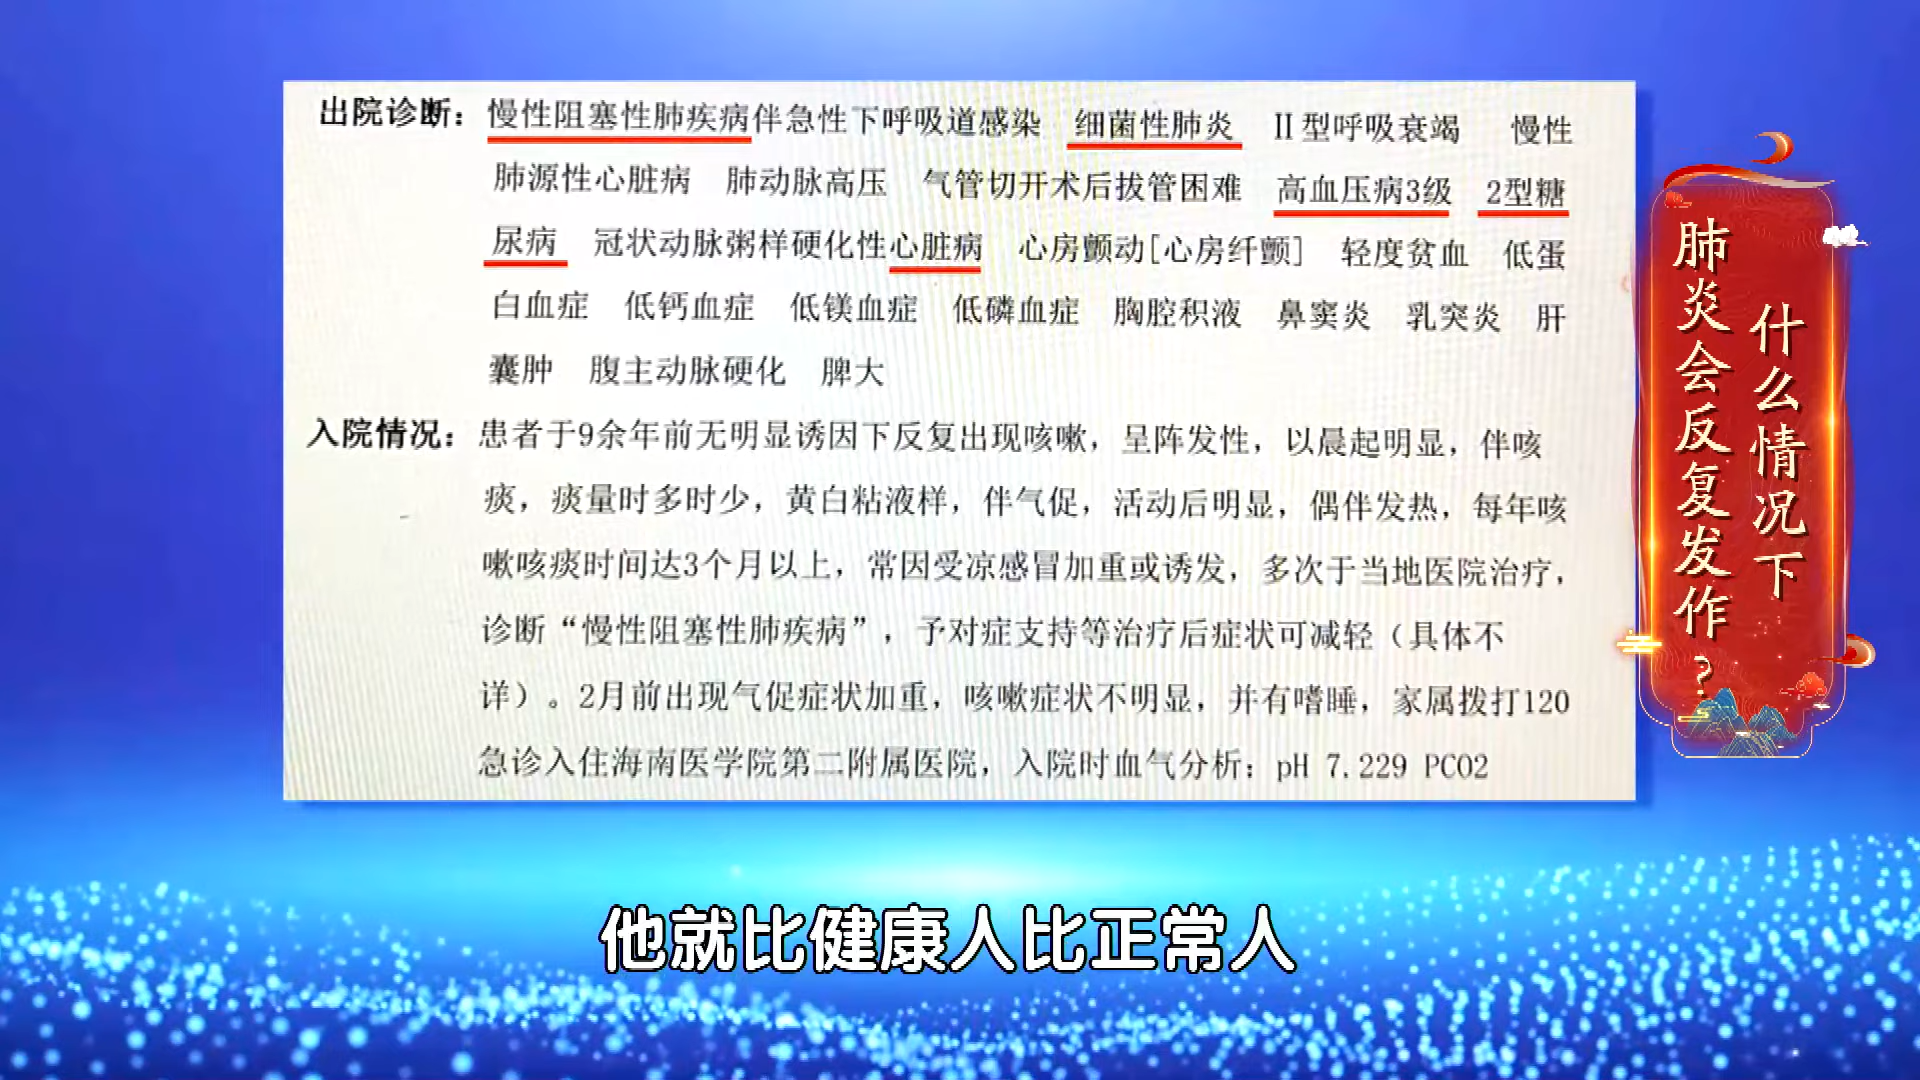 出院诊断：慢性阻塞性肺疾病伴急性下呼吸道感染 细菌性肺炎 II型呼吸衰竭 慢性
肺源性心脏病 肺动脉高压 气管切开术后拔管困难 高血压病3级 2型糖
尿病 冠状动脉粥样硬化性心脏病 心房颤动[心房纤颤] 轻度贫血 低蛋
白血症 低钙血症 低镁血症 低磷血症 胸腔积液 鼻窦炎 乳突炎 肝
囊肿 腹主动脉硬化 脾大
入院情况：患者于9余年前无明显诱因下反复出现咳嗽，呈阵发性，以晨起明显，伴咳
痰，痰量时多时少，黄白粘液样，伴气促，活动后明显，偶伴发热，每年咳
嗽咳痰时间达3个月以上，常因受凉感冒加重或诱发，多次于当地医院治疗，
诊断“慢性阻塞性肺疾病”，予对症支持等治疗后症状可减轻（具体不
详）。2月前出现气促症状加重，咳嗽症状不明显，并有嗜睡，家属拨打120
急诊入住海南医学院第二附属医院，入院时血气分析：pH 7.229 PCO2
什么情况下
肺炎会反复发作？
他就比健康人比正常人